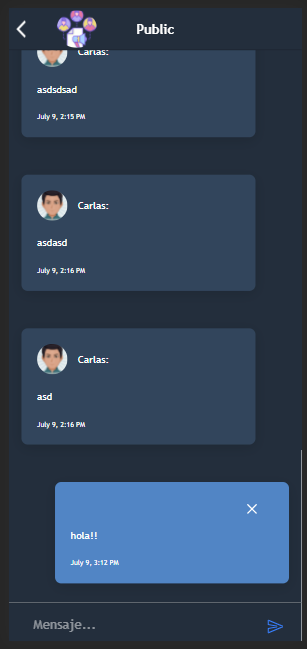 Public
Carlas:
asdsdsad
July 9, 2:15 PM
Carlas:
asdasd
July 9, 2:16 PM
Carlas:
asd
July 9, 2:16 PM
hola!!
July 9, 3:12 PM
Mensaje...